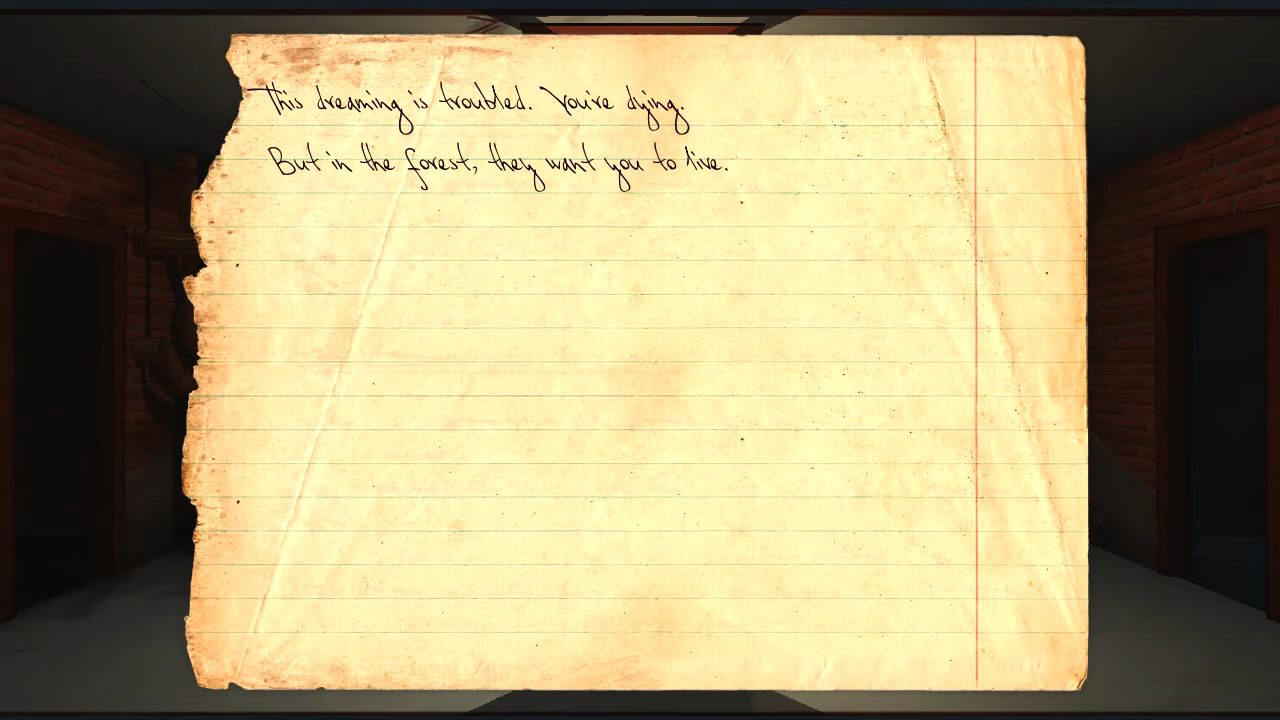 This dreaming is troubled. You're dying.
But in the forest, they want you to live.